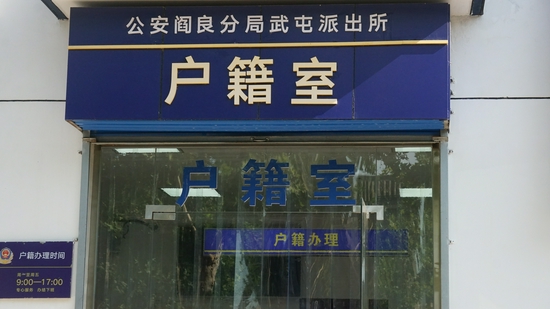 公安阎良分局武屯派出所
户籍室
户籍室
户籍办理
户籍办理时间
9:00—17:00